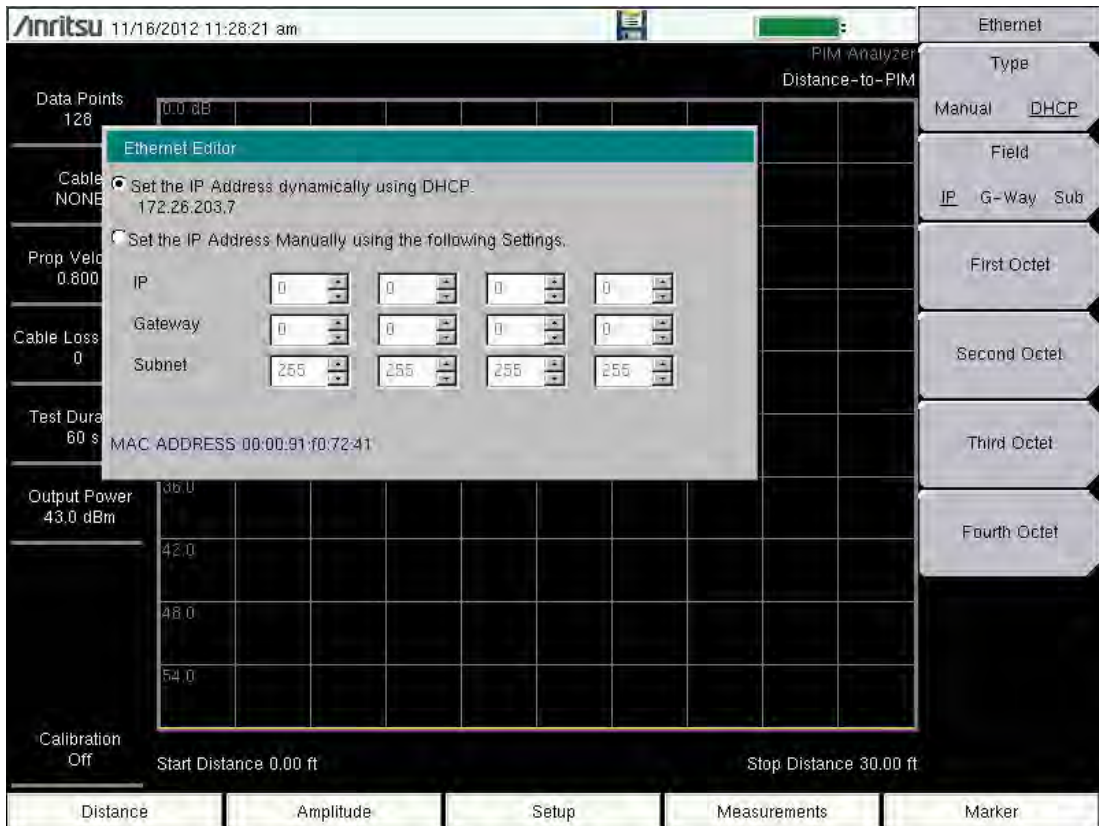 /Inritsu 11/16/2012 11:28:21 am
Ethernet
PIM Analyzer
Distance-to-PIM
Type
Manual DHCP
Field
IP G-Way Sub
First Octet
Second Octet
Third Octet
Fourth Octet
Data Points
128
Cable
NONE
Prop Velo
0.800
Cable Loss
0
Test Dura
60 s
Output Power
43.0 dBm
Calibration
Off
0.0 dB
Ethernet Editor
Set the IP Address dynamically using DHCP.
172.26.203.7
Set the IP Address Manually using the following Settings.
IP 0 0 0 0
Gateway 0 0 0 0
Subnet 255 255 255 255
MAC ADDRESS 00:00:91:f0:72:41
36.0
42.0
48.0
54.0
Start Distance 0.00 ft
Stop Distance 30.00 ft
Distance
Amplitude
Setup
Measurements
Marker